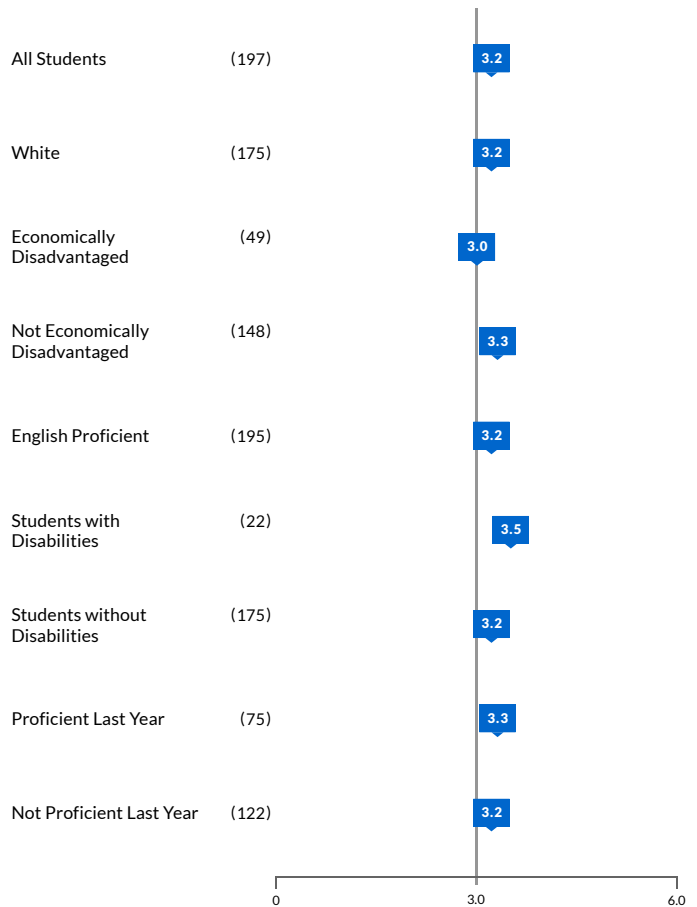 All Students (197) 3.2
White (175) 3.2
Economically (49)
Disadvantaged 3.0
Not Economically (148)
Disadvantaged 3.3
English Proficient (195) 3.2
Students with (22)
Disabilities 3.5
Students without (175)
Disabilities 3.2
Proficient Last Year (75) 3.3
Not Proficient Last Year (122) 3.2
0 3.0 6.0